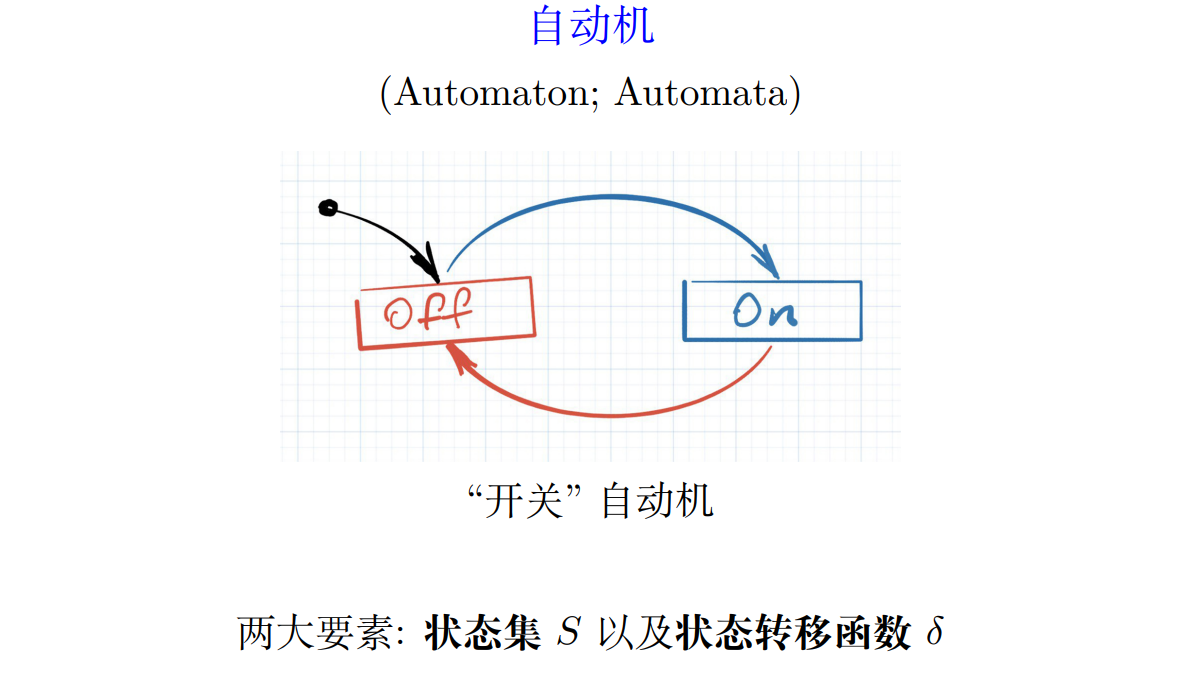 自动机
(Automaton; Automata)
Off
On
“开关” 自动机
两大要素: 状态集 S 以及状态转移函数 δ